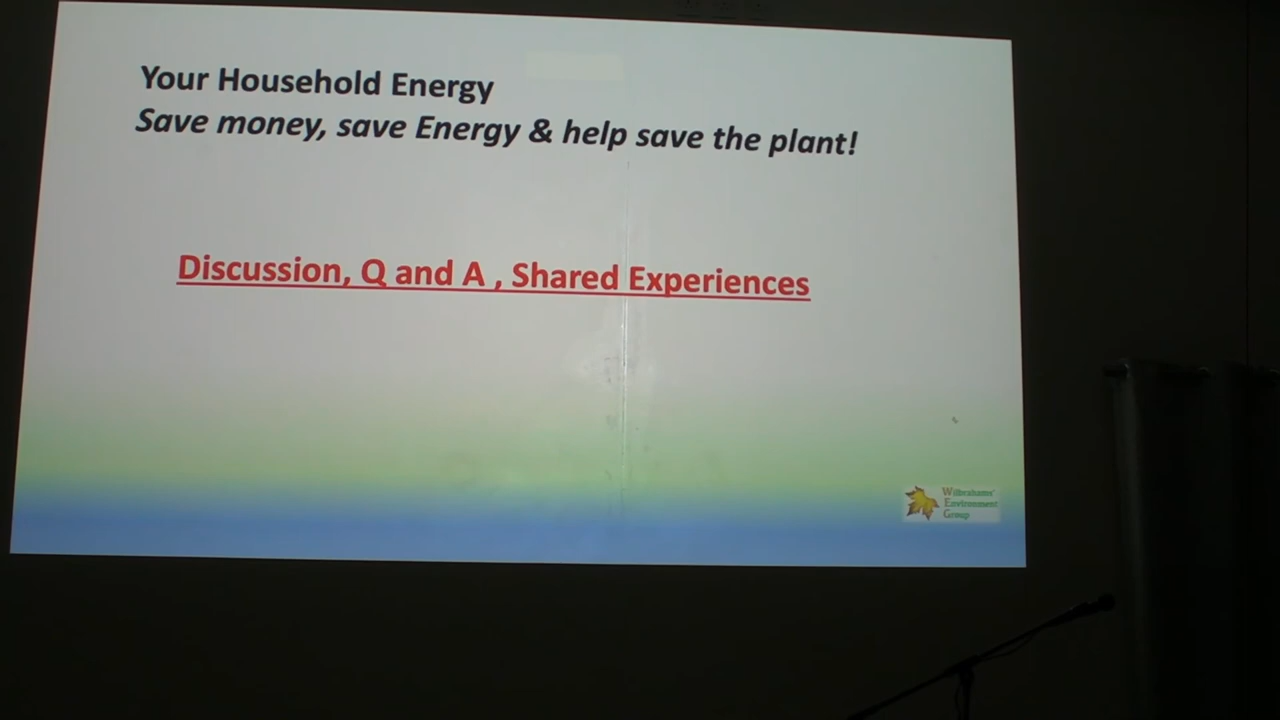 Your Household Energy
Save money, save Energy & help save the plant!
Discussion, Q and A , Shared Experiences
Wilbrahams'
Environment
Group